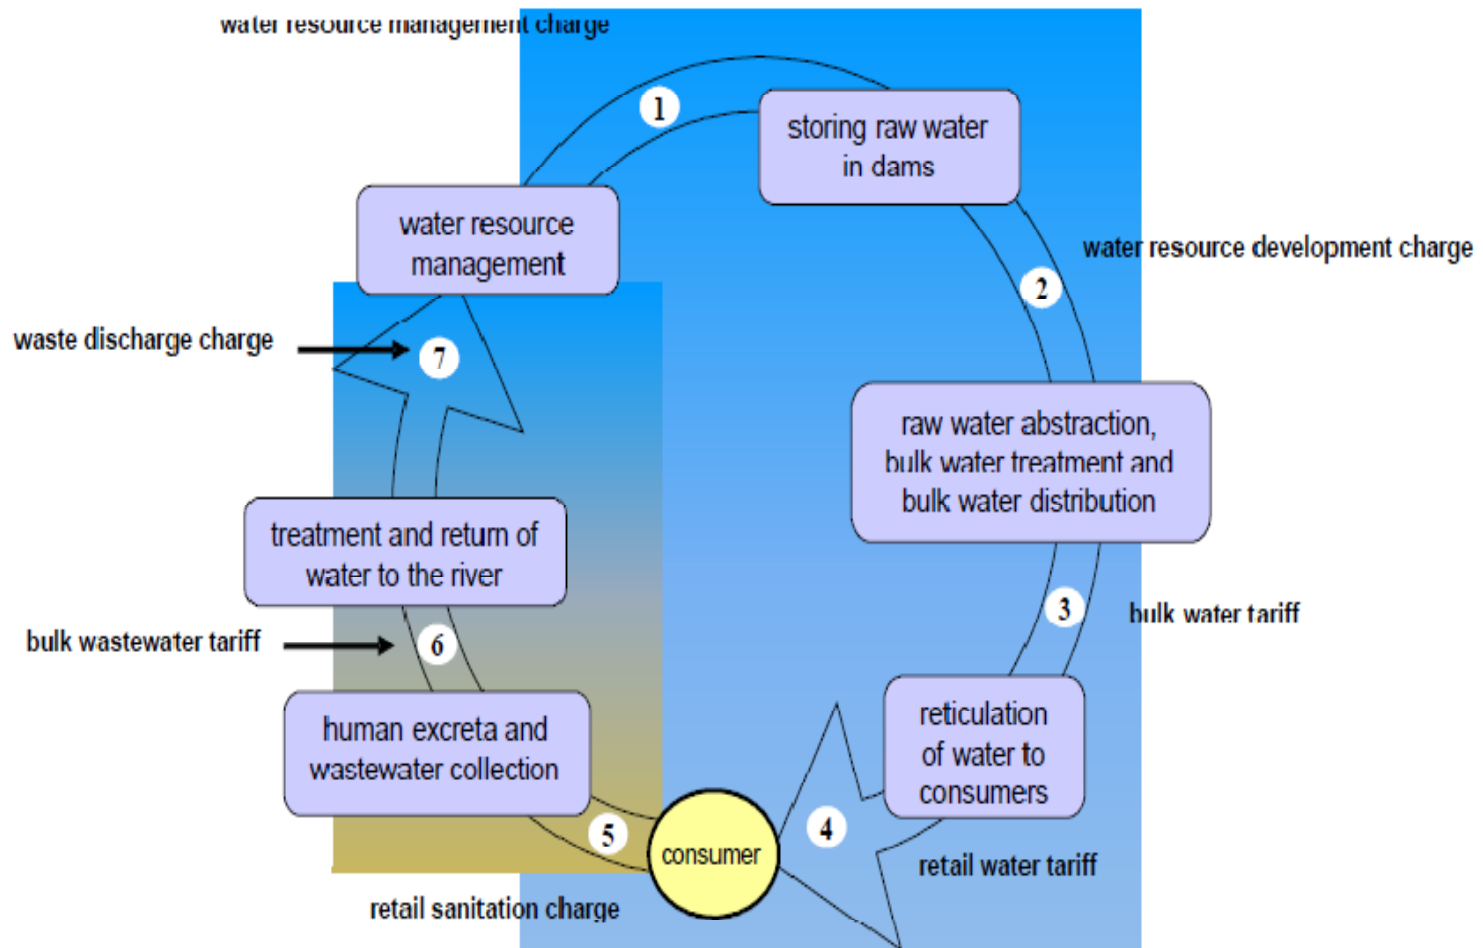 water resource management charge
1
storing raw water
in dams
water resource
management
water resource development charge
2
waste discharge charge
7
raw water abstraction,
bulk water treatment and
bulk water distribution
treatment and return of
water to the river
3
bulk water tariff
bulk wastewater tariff
6
human excreta and
wastewater collection
reticulation
of water to
consumers
5
consumer
4
retail water tariff
retail sanitation charge